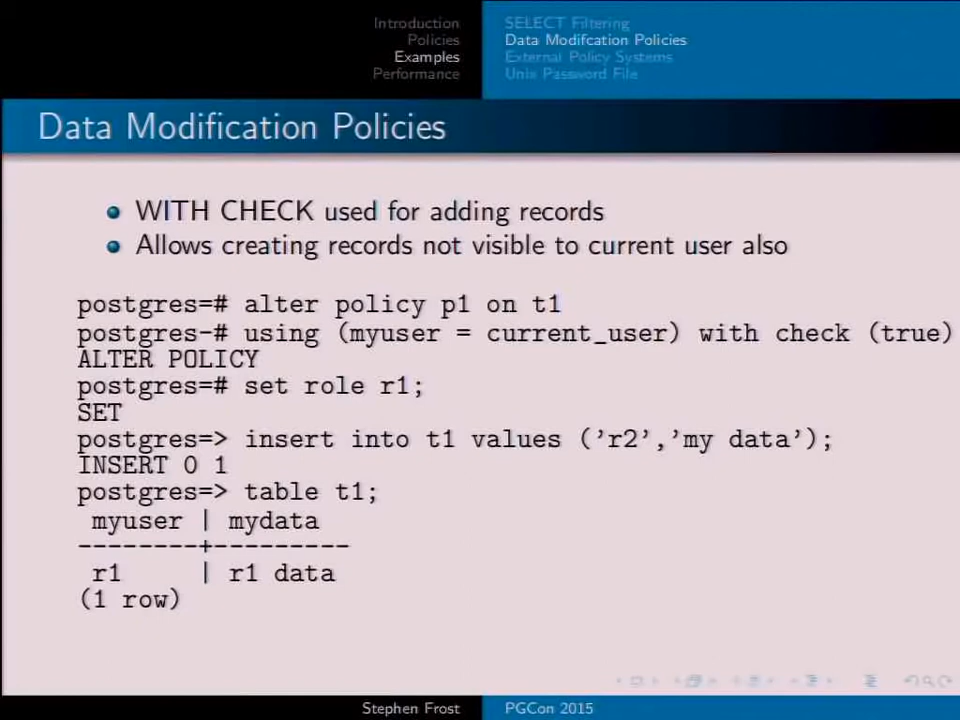 Introduction
Policies
Examples
Performance
SELECT Filtering
Data Modifcation Policies
External Policy Systems
Unix Password File
Data Modification Policies
WITH CHECK used for adding records
Allows creating records not visible to current user also
postgres=# alter policy p1 on t1
postgres-# using (myuser = current_user) with check (true)
ALTER POLICY
postgres=# set role r1;
SET
postgres=> insert into t1 values ('r2','my data');
INSERT 0 1
postgres=> table t1;
myuser | mydata
--------+---------
r1 | r1 data
(1 row)
Stephen Frost
PGCon 2015